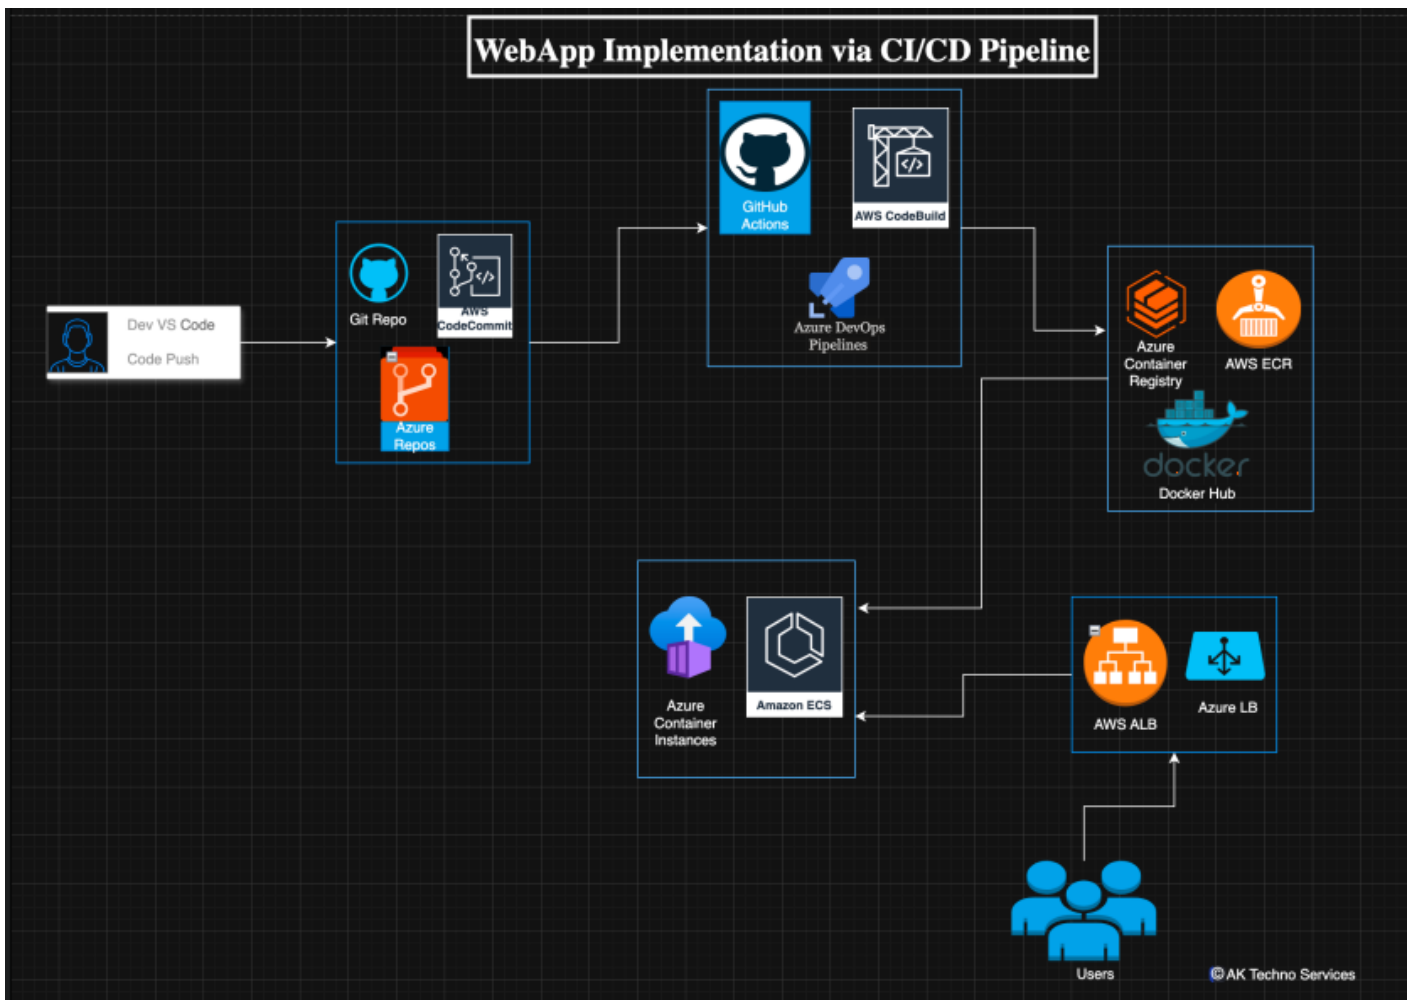 WebApp Implementation via CI/CD Pipeline
GitHub
Actions
AWS CodeBuild
Azure DevOps
Pipelines
Git Repo
AWS
CodeCommit
Azure
Repos
Dev VS Code
Code Push
Azure
Container
Registry
AWS ECR
docker
Docker Hub
Azure
Container
Instances
Amazon ECS
AWS ALB
Azure LB
Users
©AK Techno Services